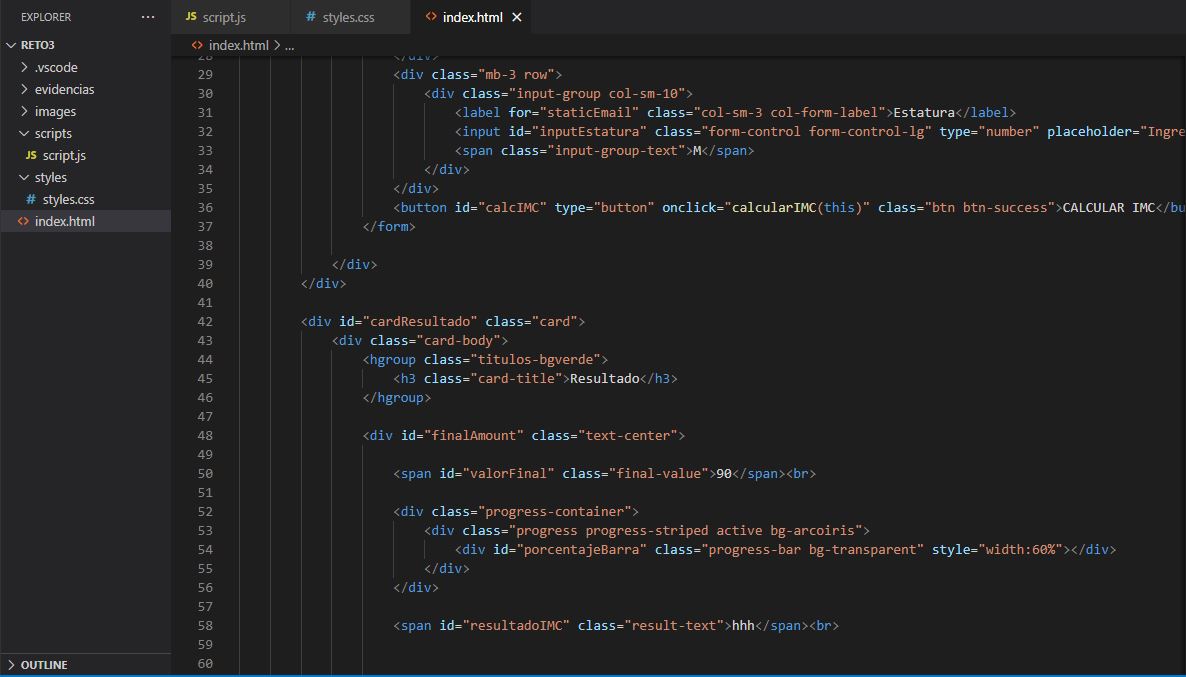 EXPLORER ...
RETO3
.vscode
evidencias
images
scripts
JS script.js
styles
# styles.css
<> index.html
OUTLINE
JS script.js # styles.css <> index.html ×
<> index.html > ...
28 </div>
29 <div class="mb-3 row">
30 <div class="input-group col-sm-10">
31 <label for="staticEmail" class="col-sm-3 col-form-label">Estatura</label>
32 <input id="inputEstatura" class="form-control form-control-lg" type="number" placeholder="Ingre
33 <span class="input-group-text">M</span>
34 </div>
35 </div>
36 <button id="calcIMC" type="button" onclick="calcularIMC(this)" class="btn btn-success">CALCULAR IMC</bu
37 </form>
38
39 </div>
40 </div>
41
42 <div id="cardResultado" class="card">
43 <div class="card-body">
44 <hgroup class="titulos-bgverde">
45 <h3 class="card-title">Resultado</h3>
46 </hgroup>
47
48 <div id="finalAmount" class="text-center">
49
50 <span id="valorFinal" class="final-value">90</span><br>
51
52 <div class="progress-container">
53 <div class="progress progress-striped active bg-arcoiris">
54 <div id="porcentajeBarra" class="progress-bar bg-transparent" style="width:60%"></div>
55 </div>
56 </div>
57
58 <span id="resultadoIMC" class="result-text">hhh</span><br>
59
60